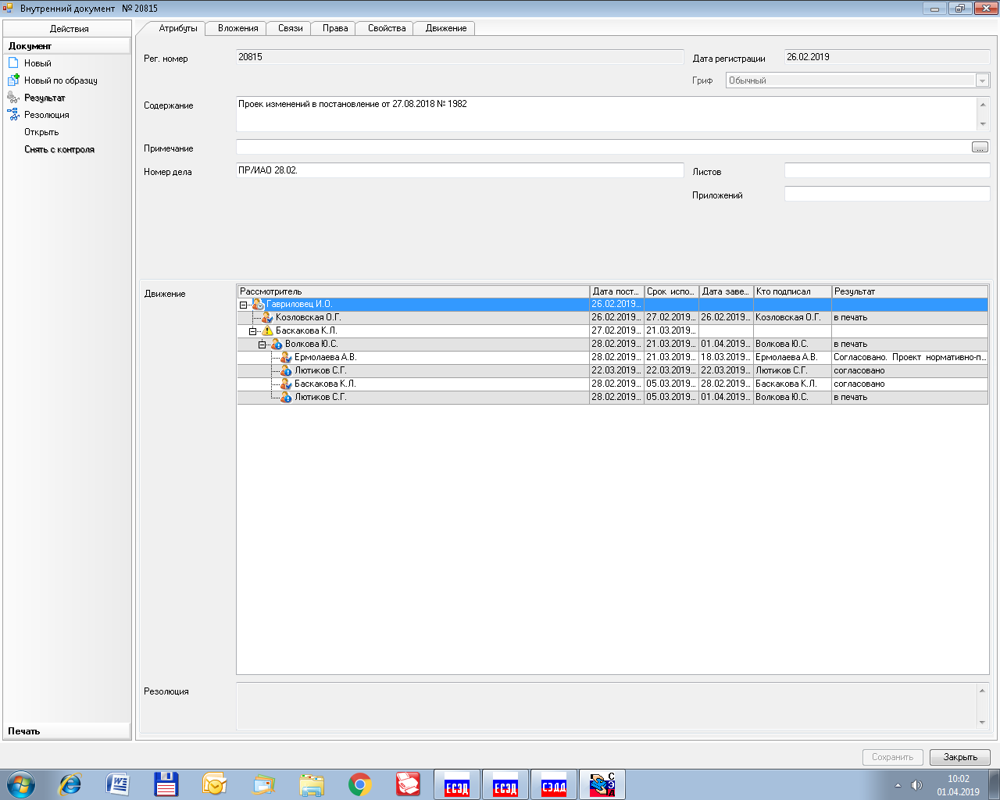 Внутренний документ № 20815
Действия
Документ
Новый
Новый по образцу
Результат
Резолюция
Открыть
Снять с контроля
Печать
Атрибуты Вложения Связи Права Свойства Движение
Рег. номер 20815 Дата регистрации 26.02.2019
Гриф Обычный
Содержание Проек изменений в постановление от 27.08.2018 № 1982
Примечание ...
Номер дела ПР/ИАО 28.02. Листов
Приложений
Движение
Рассмотритель Дата пост... Срок испо... Дата заве... Кто подписал Результат
Гавриловец И.О. 26.02.2019...
Козловская О.Г. 26.02.2019... 27.02.2019... 26.02.2019... Козловская О.Г. в печать
Баскакова К.Л. 27.02.2019... 21.03.2019...
Волкова Ю.С. 28.02.2019... 21.03.2019... 01.04.2019... Волкова Ю.С. в печать
Ермолаева А.В. 28.02.2019... 21.03.2019... 18.03.2019... Ермолаева А.В. Согласовано. Проект нормативно-п...
Лютиков С.Г. 22.03.2019... 22.03.2019... 22.03.2019... Лютиков С.Г. согласовано
Баскакова К.Л. 28.02.2019... 05.03.2019... 28.02.2019... Баскакова К.Л. согласовано
Лютиков С.Г. 28.02.2019... 05.03.2019... 01.04.2019... Волкова Ю.С. в печать
Резолюция
Сохранить Закрыть
ЕСЭД ЕСЭД СЭДД СЭД
10:02
01.04.2019